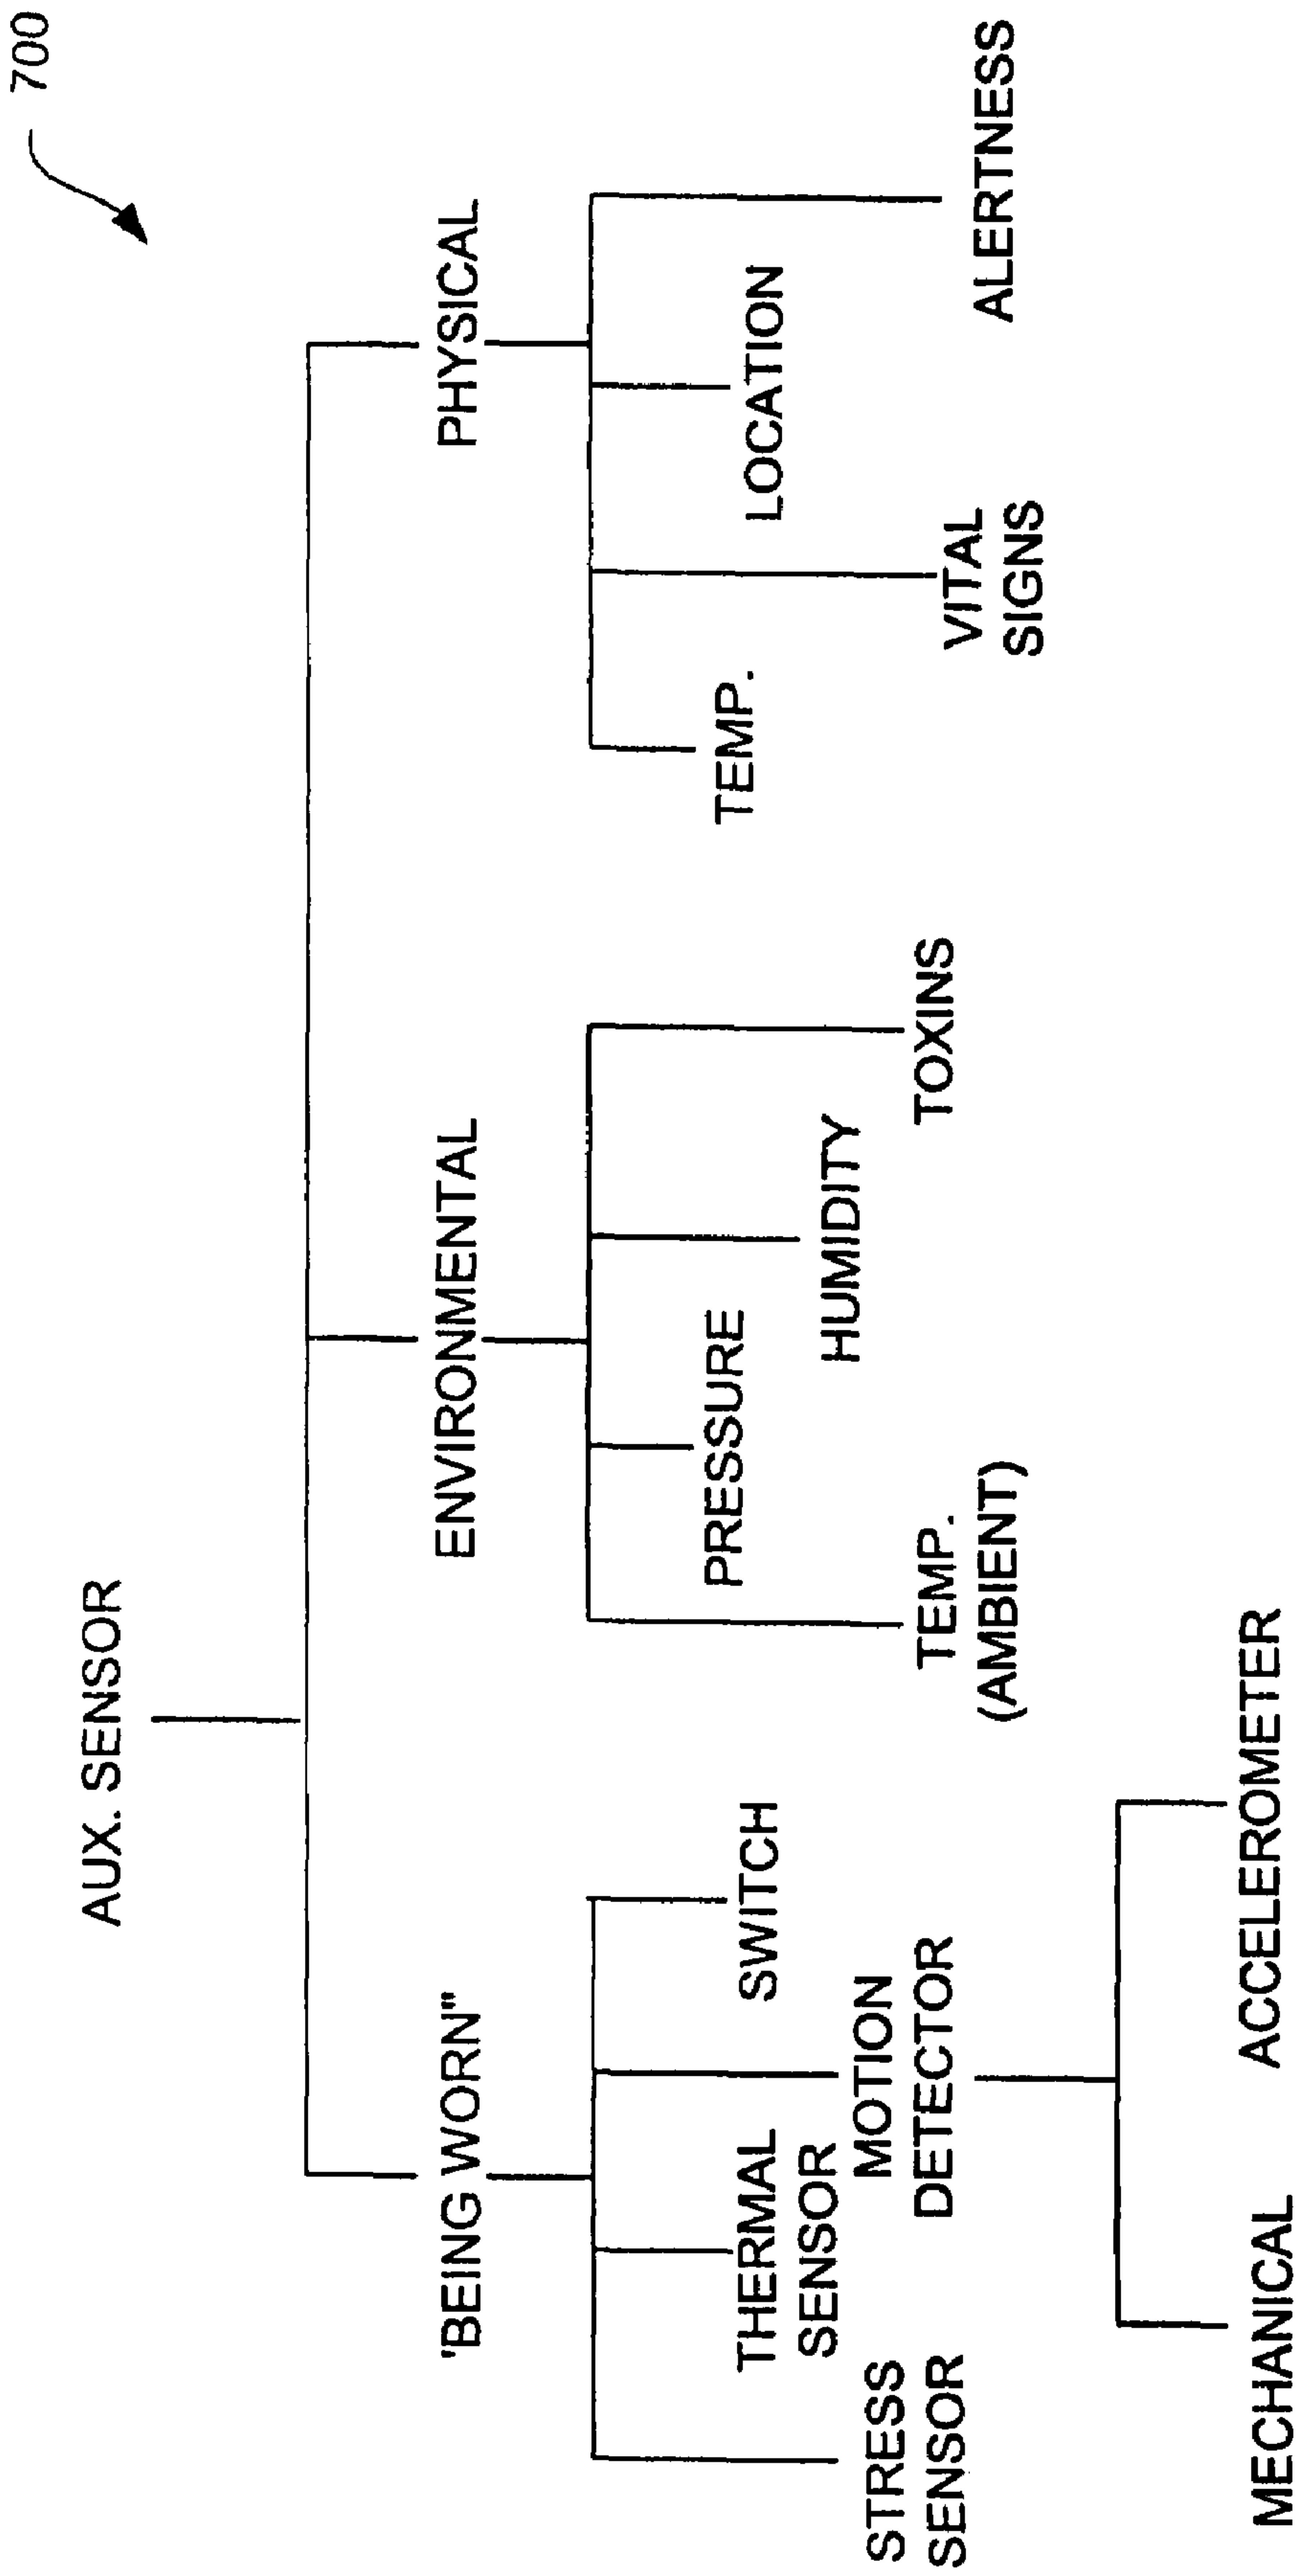 700
AUX. SENSOR
'BEING WORN"
ENVIRONMENTAL
PHYSICAL
STRESS
SENSOR
THERMAL
SENSOR
MOTION
DETECTOR
SWITCH
TEMP.
(AMBIENT)
PRESSURE
HUMIDITY
TOXINS
TEMP.
VITAL
SIGNS
LOCATION
ALERTNESS
MECHANICAL
ACCELEROMETER